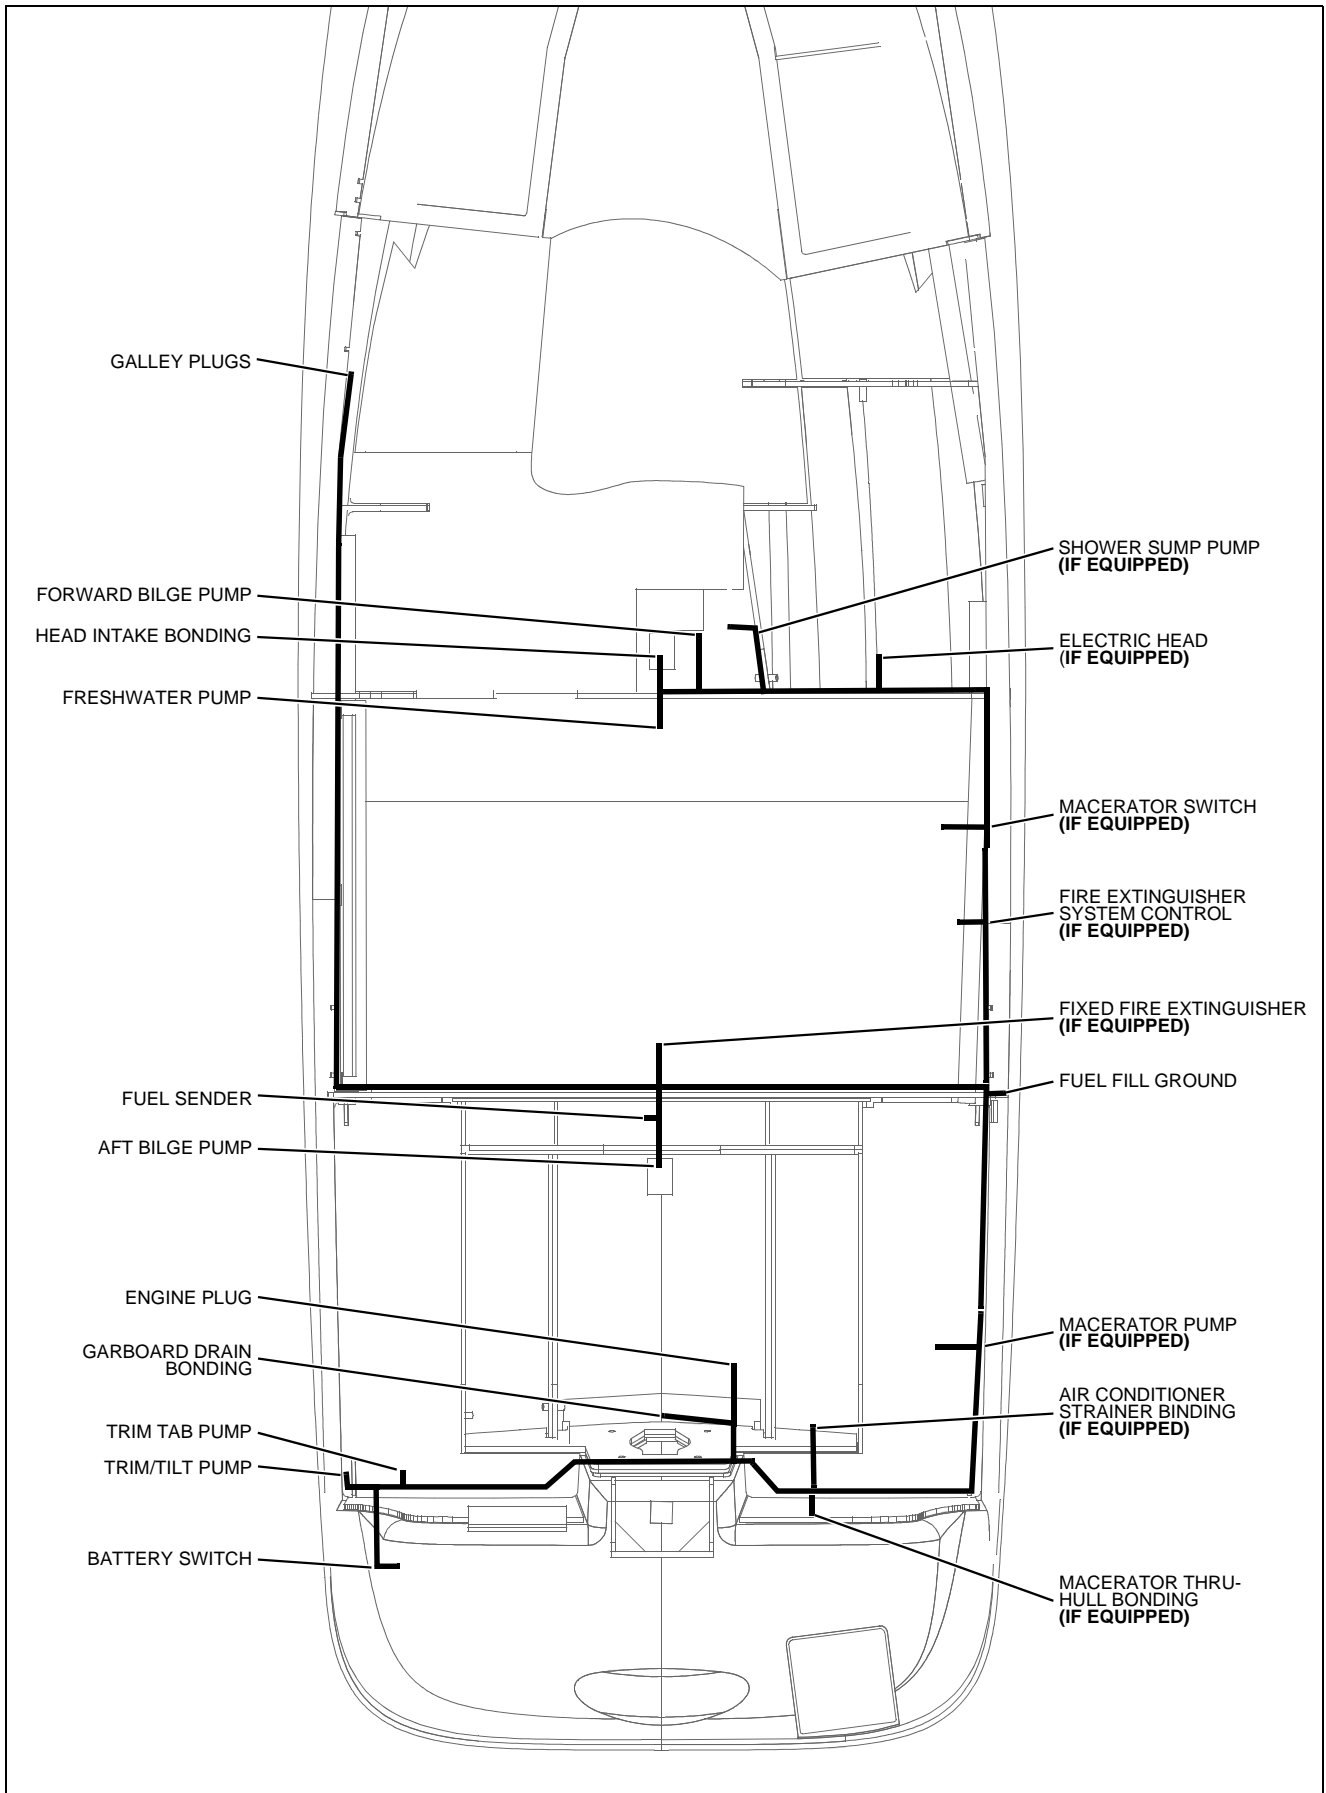 GALLEY PLUGS
FORWARD BILGE PUMP
HEAD INTAKE BONDING
FRESHWATER PUMP
FUEL SENDER
AFT BILGE PUMP
ENGINE PLUG
GARBOARD DRAIN
BONDING
TRIM TAB PUMP
TRIM/TILT PUMP
BATTERY SWITCH
SHOWER SUMP PUMP
(IF EQUIPPED)
ELECTRIC HEAD
(IF EQUIPPED)
MACERATOR SWITCH
(IF EQUIPPED)
FIRE EXTINGUISHER
SYSTEM CONTROL
(IF EQUIPPED)
FIXED FIRE EXTINGUISHER
(IF EQUIPPED)
FUEL FILL GROUND
MACERATOR PUMP
(IF EQUIPPED)
AIR CONDITIONER
STRAINER BINDING
(IF EQUIPPED)
MACERATOR THRU-
HULL BONDING
(IF EQUIPPED)